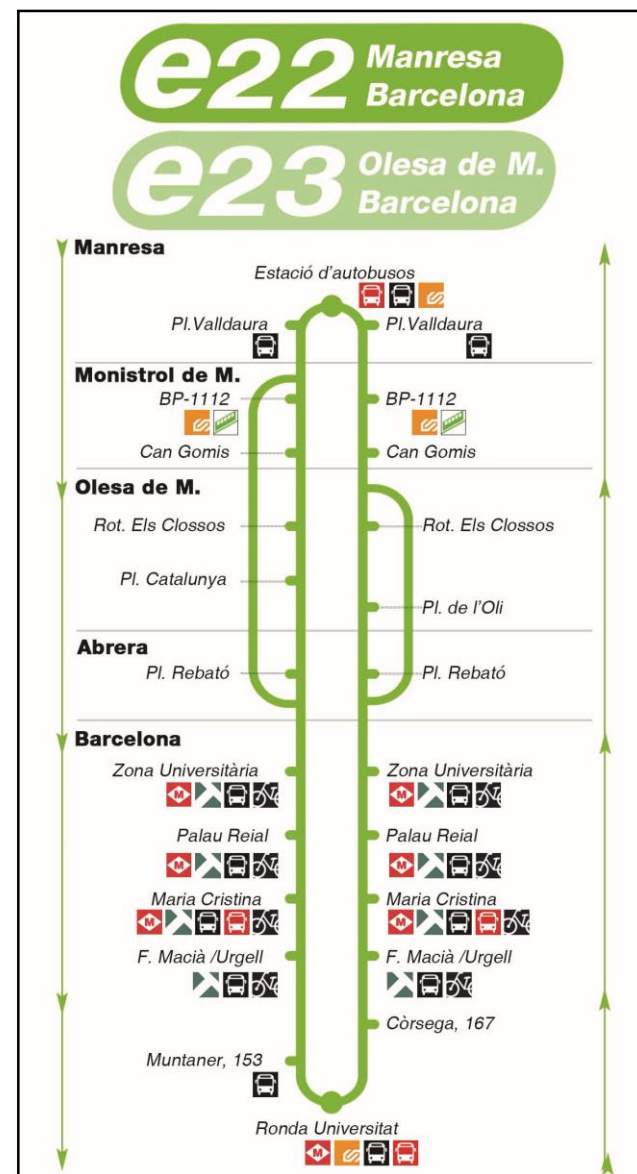 e22 Manresa
Barcelona
e23 Olesa de M.
Barcelona
Manresa
Estació d'autobusos
Pl.Valldaura
Pl.Valldaura
Monistrol de M.
BP-1112
BP-1112
Can Gomis
Can Gomis
Olesa de M.
Rot. Els Clossos
Rot. Els Clossos
Pl. Catalunya
Pl. de l'Oli
Abrera
Pl. Rebató
Pl. Rebató
Barcelona
Zona Universitària
Zona Universitària
M
M
Palau Reial
Palau Reial
M
M
Maria Cristina
Maria Cristina
M
M
F. Macià /Urgell
F. Macià /Urgell
Còrsega, 167
Muntaner, 153
Ronda Universitat
M